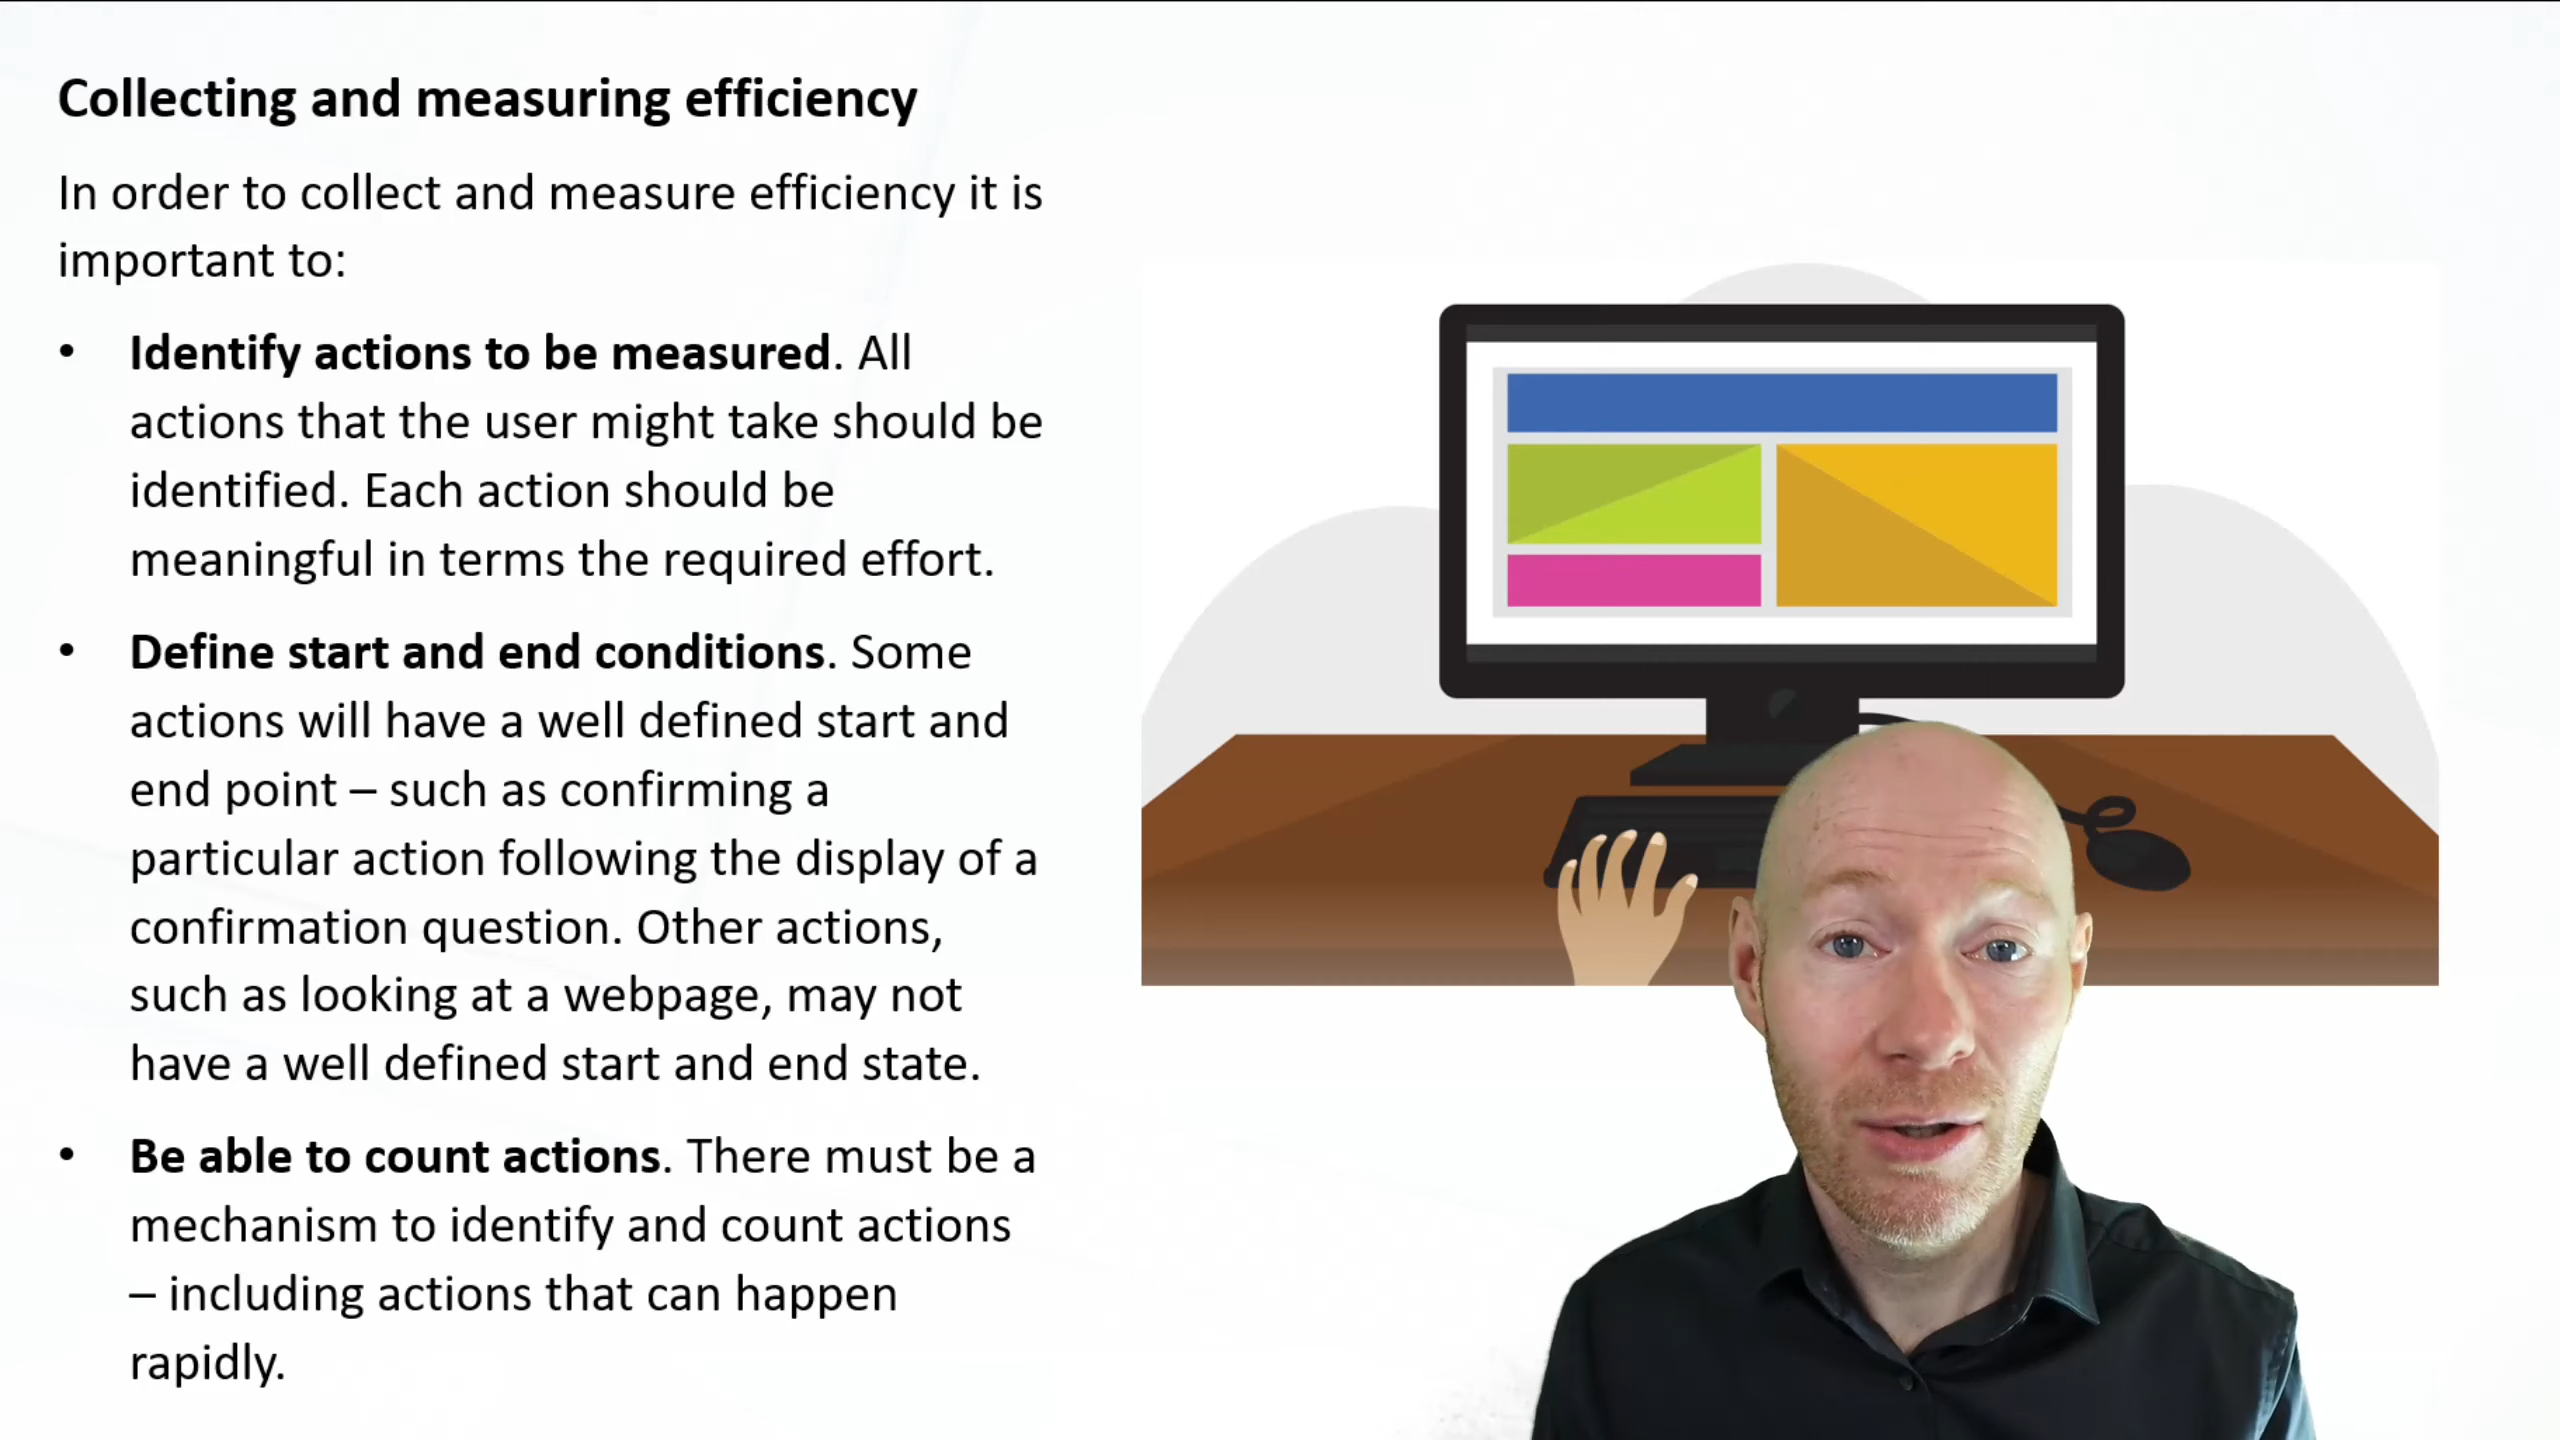 Collecting and measuring efficiency
In order to collect and measure efficiency it is
important to:
• Identify actions to be measured. All
actions that the user might take should be
identified. Each action should be
meaningful in terms the required effort.
• Define start and end conditions. Some
actions will have a well defined start and
end point – such as confirming a
particular action following the display of a
confirmation question. Other actions,
such as looking at a webpage, may not
have a well defined start and end state.
• Be able to count actions. There must be a
mechanism to identify and count actions
– including actions that can happen
rapidly.